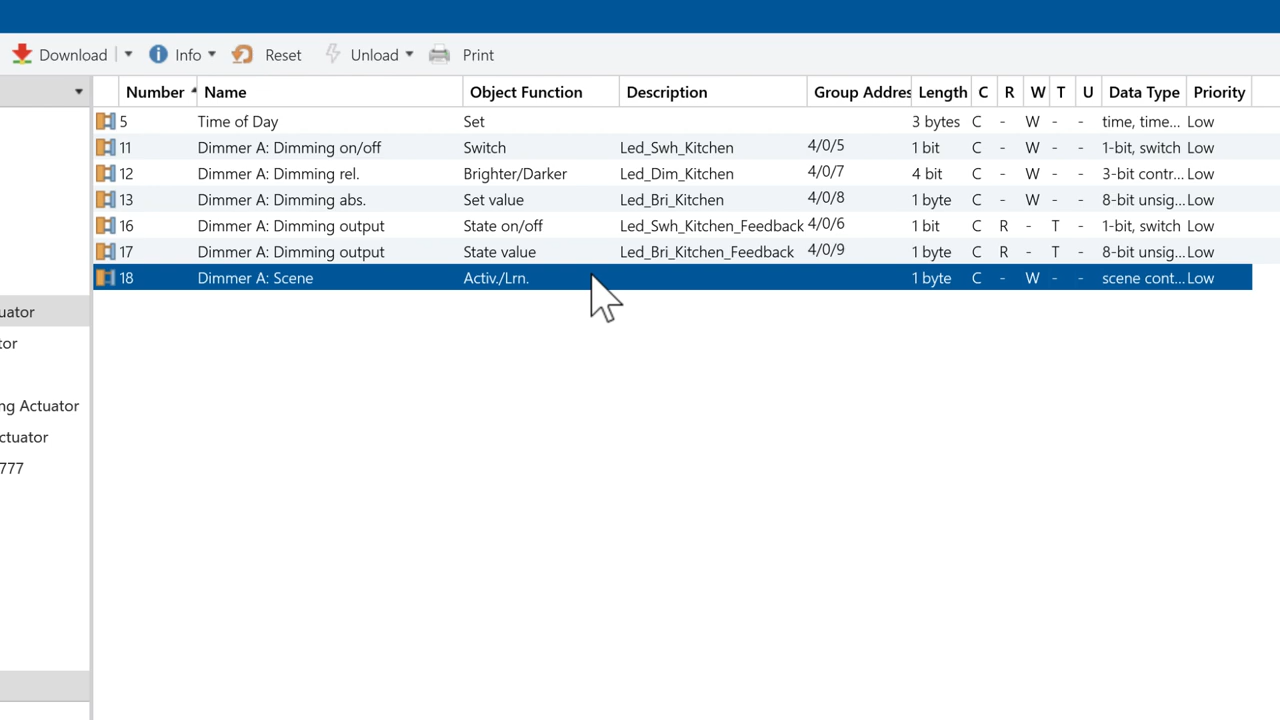 Download Info Reset Unload Print
Number Name Object Function Description Group Addres Length C R W T U Data Type Priority
5 Time of Day Set 3 bytes C - W - - time, time... Low
11 Dimmer A: Dimming on/off Switch Led_Swh_Kitchen 4/0/5 1 bit C - W - - 1-bit, switch Low
12 Dimmer A: Dimming rel. Brighter/Darker Led_Dim_Kitchen 4/0/7 4 bit C - W - - 3-bit contr... Low
13 Dimmer A: Dimming abs. Set value Led_Bri_Kitchen 4/0/8 1 byte C - W - - 8-bit unsig... Low
16 Dimmer A: Dimming output State on/off Led_Swh_Kitchen_Feedback 4/0/6 1 bit C R - T - 1-bit, switch Low
17 Dimmer A: Dimming output State value Led_Bri_Kitchen_Feedback 4/0/9 1 byte C R - T - 8-bit unsig... Low
18 Dimmer A: Scene Activ./Lrn. 1 byte C - W - - scene cont... Low
uator
tor
ng Actuator
ctuator
777